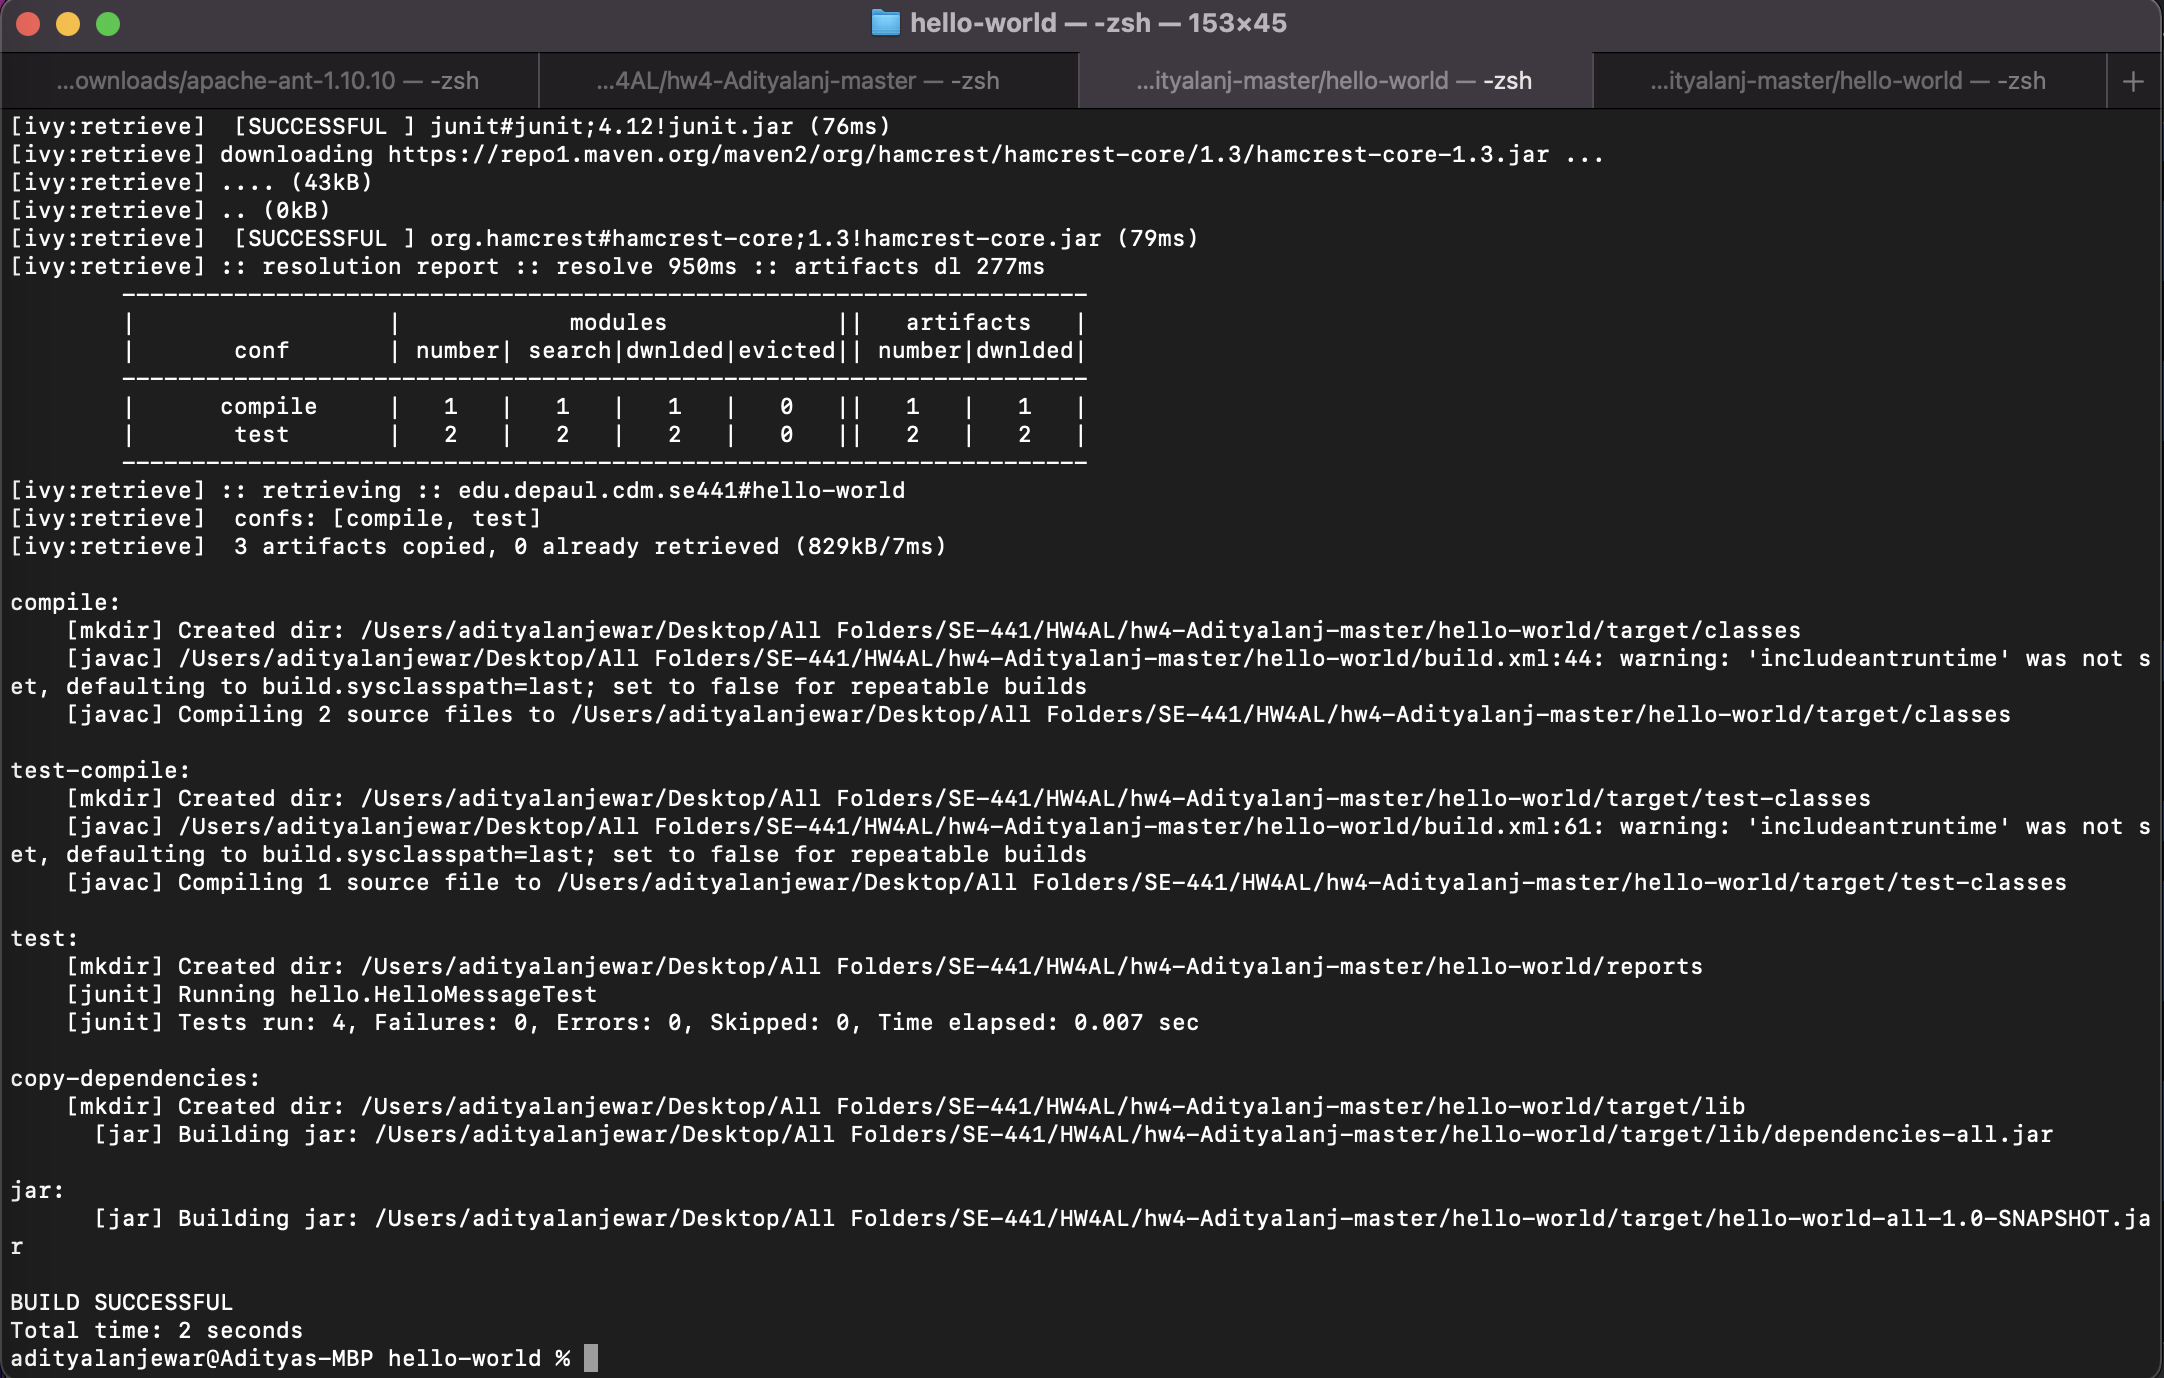 hello-world — -zsh — 153×45
...ownloads/apache-ant-1.10.10 — -zsh ...4AL/hw4-Adityalanj-master — -zsh ...ityalanj-master/hello-world — -zsh ...ityalanj-master/hello-world — -zsh +
[ivy:retrieve]  [SUCCESSFUL ] junit#junit;4.12!junit.jar (76ms)
[ivy:retrieve] downloading https://repo1.maven.org/maven2/org/hamcrest/hamcrest-core/1.3/hamcrest-core-1.3.jar ...
[ivy:retrieve] .... (43kB)
[ivy:retrieve] .. (0kB)
[ivy:retrieve]  [SUCCESSFUL ] org.hamcrest#hamcrest-core;1.3!hamcrest-core.jar (79ms)
[ivy:retrieve] :: resolution report :: resolve 950ms :: artifacts dl 277ms
        ---------------------------------------------------------------------
        |                  |            modules            ||   artifacts   |
        |       conf       | number| search|dwnlded|evicted|| number|dwnlded|
        ---------------------------------------------------------------------
        |      compile     |   1   |   1   |   1   |   0   ||   1   |   1   |
        |       test       |   2   |   2   |   2   |   0   ||   2   |   2   |
        ---------------------------------------------------------------------
[ivy:retrieve] :: retrieving :: edu.depaul.cdm.se441#hello-world
[ivy:retrieve]  confs: [compile, test]
[ivy:retrieve]  3 artifacts copied, 0 already retrieved (829kB/7ms)
compile:
    [mkdir] Created dir: /Users/adityalanjewar/Desktop/All Folders/SE-441/HW4AL/hw4-Adityalanj-master/hello-world/target/classes
    [javac] /Users/adityalanjewar/Desktop/All Folders/SE-441/HW4AL/hw4-Adityalanj-master/hello-world/build.xml:44: warning: 'includeantruntime' was not s
et, defaulting to build.sysclasspath=last; set to false for repeatable builds
    [javac] Compiling 2 source files to /Users/adityalanjewar/Desktop/All Folders/SE-441/HW4AL/hw4-Adityalanj-master/hello-world/target/classes
test-compile:
    [mkdir] Created dir: /Users/adityalanjewar/Desktop/All Folders/SE-441/HW4AL/hw4-Adityalanj-master/hello-world/target/test-classes
    [javac] /Users/adityalanjewar/Desktop/All Folders/SE-441/HW4AL/hw4-Adityalanj-master/hello-world/build.xml:61: warning: 'includeantruntime' was not s
et, defaulting to build.sysclasspath=last; set to false for repeatable builds
    [javac] Compiling 1 source file to /Users/adityalanjewar/Desktop/All Folders/SE-441/HW4AL/hw4-Adityalanj-master/hello-world/target/test-classes
test:
    [mkdir] Created dir: /Users/adityalanjewar/Desktop/All Folders/SE-441/HW4AL/hw4-Adityalanj-master/hello-world/reports
    [junit] Running hello.HelloMessageTest
    [junit] Tests run: 4, Failures: 0, Errors: 0, Skipped: 0, Time elapsed: 0.007 sec
copy-dependencies:
    [mkdir] Created dir: /Users/adityalanjewar/Desktop/All Folders/SE-441/HW4AL/hw4-Adityalanj-master/hello-world/target/lib
      [jar] Building jar: /Users/adityalanjewar/Desktop/All Folders/SE-441/HW4AL/hw4-Adityalanj-master/hello-world/target/lib/dependencies-all.jar
jar:
      [jar] Building jar: /Users/adityalanjewar/Desktop/All Folders/SE-441/HW4AL/hw4-Adityalanj-master/hello-world/target/hello-world-all-1.0-SNAPSHOT.ja
r
BUILD SUCCESSFUL
Total time: 2 seconds
adityalanjewar@Adityas-MBP hello-world %